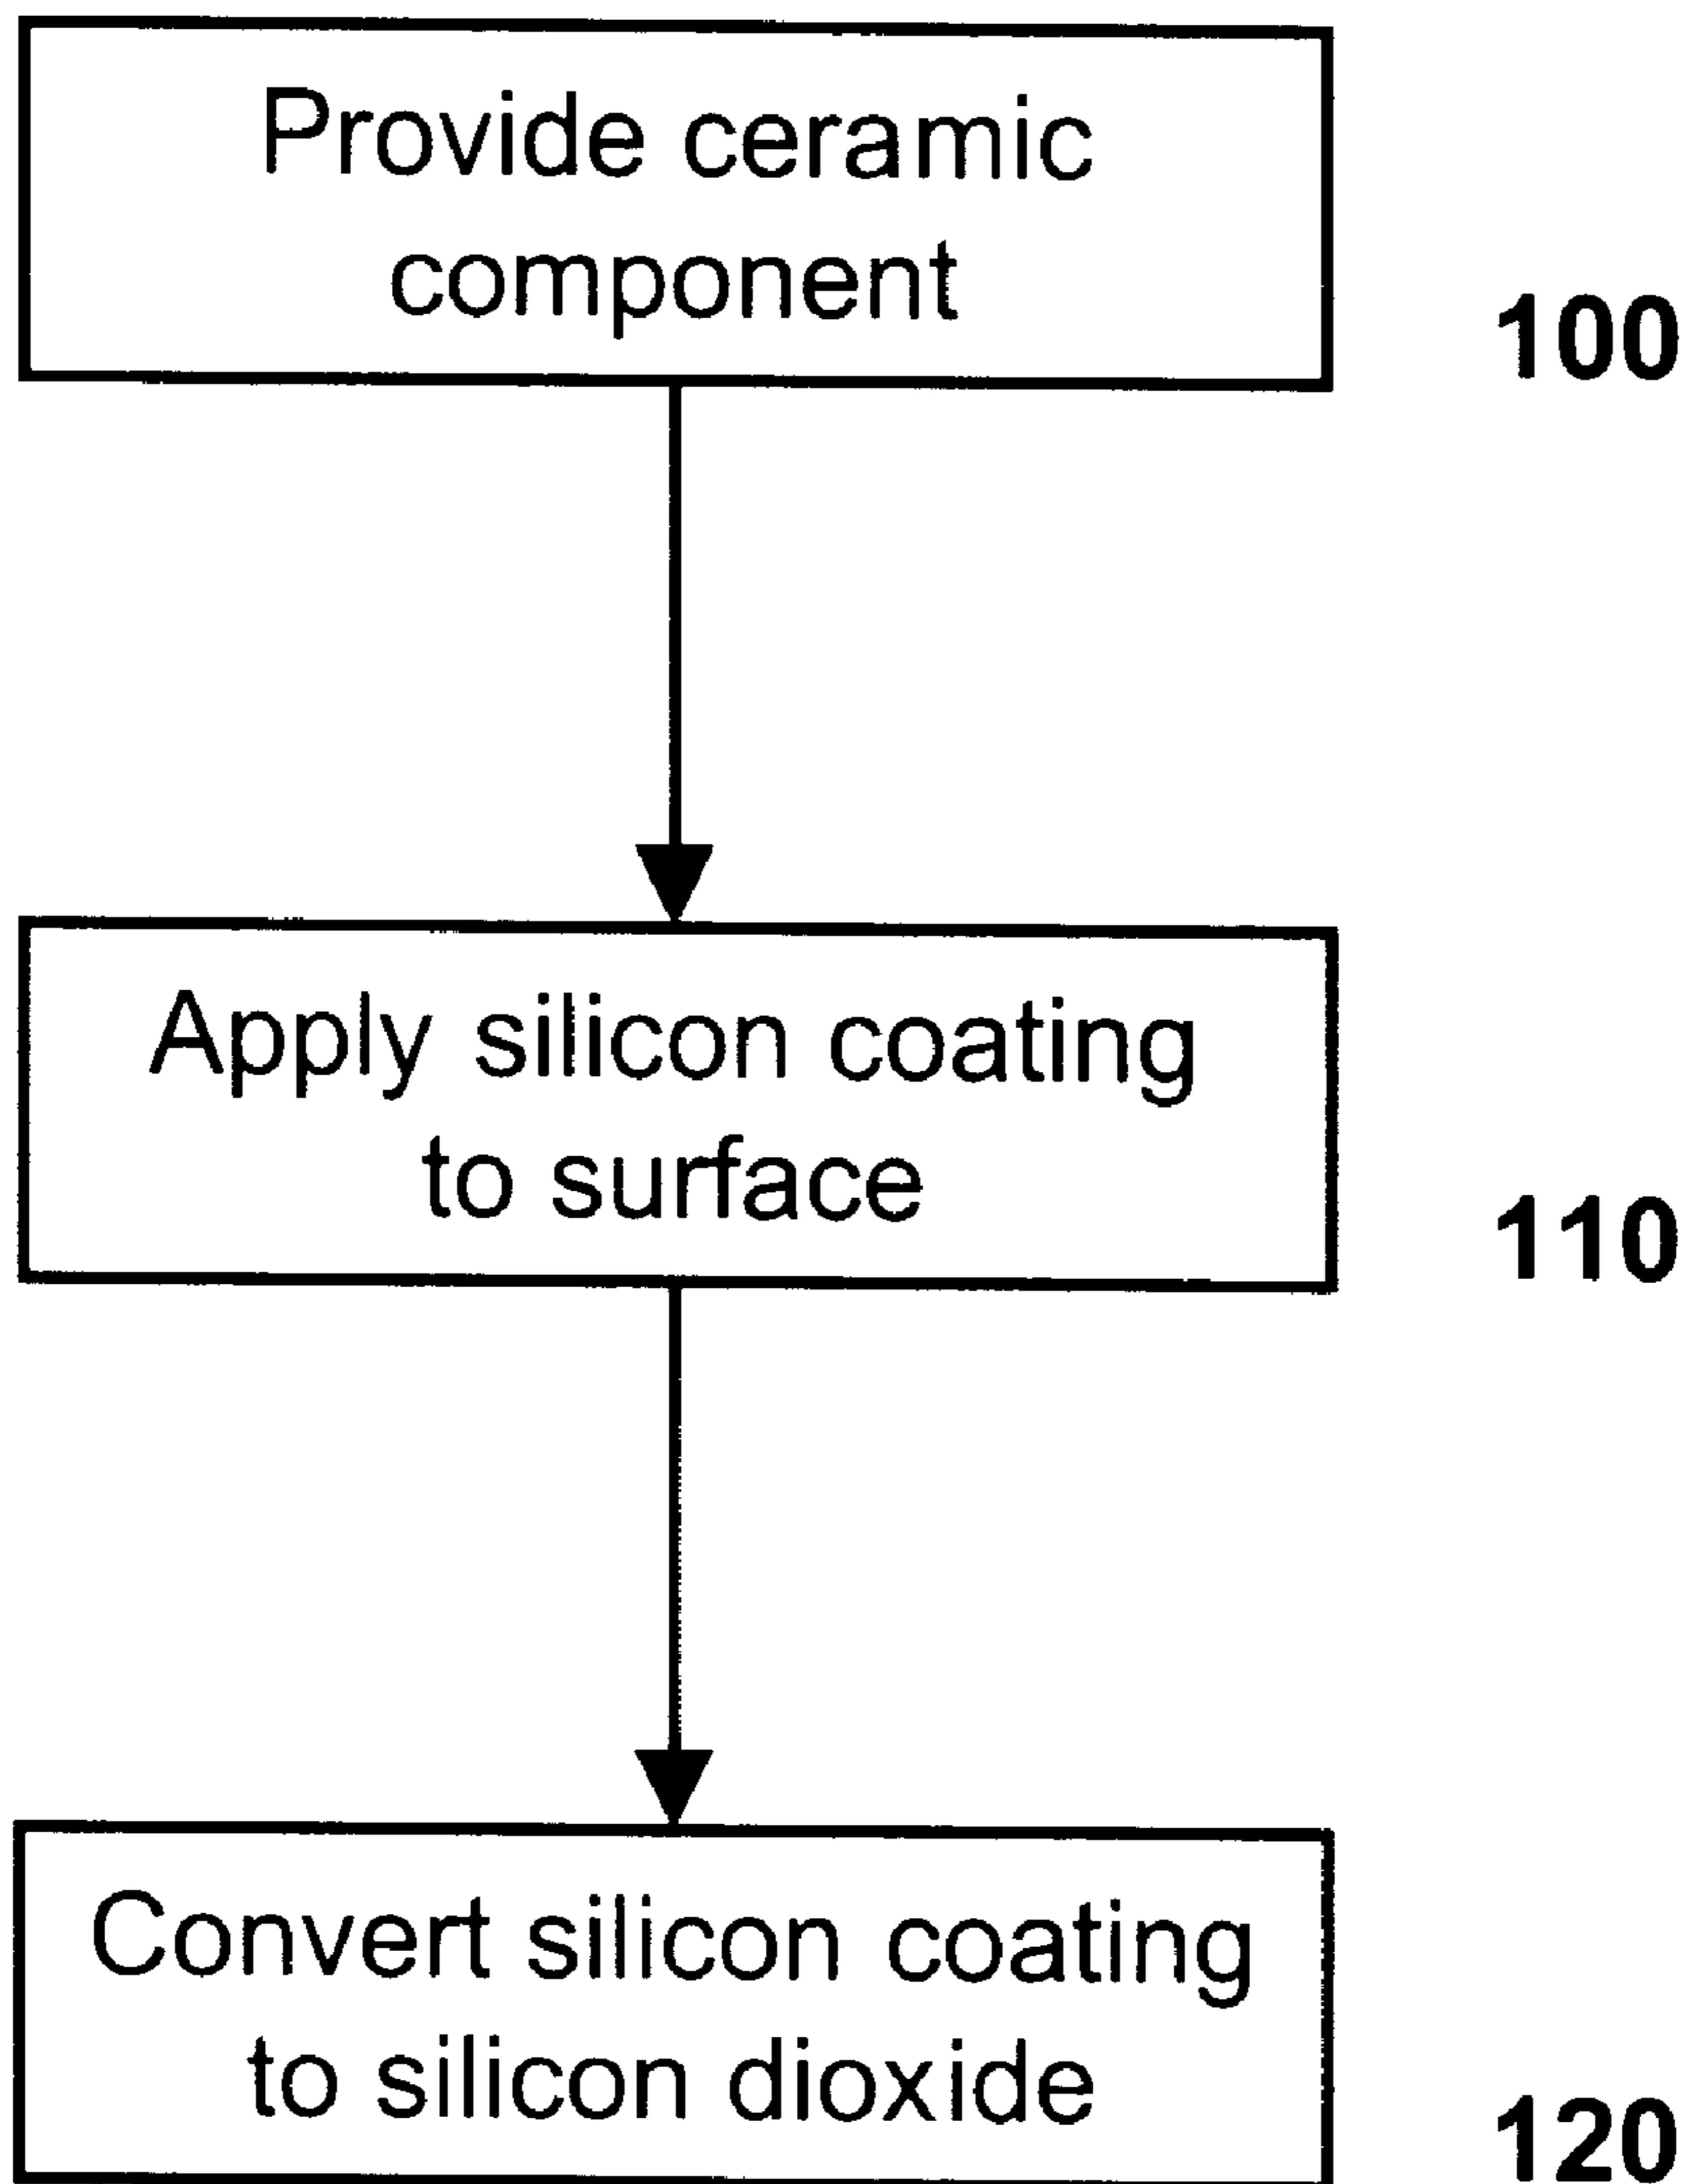 Provide ceramic
component
100
Apply silicon coating
to surface
110
Convert silicon coating
to silicon dioxide
120